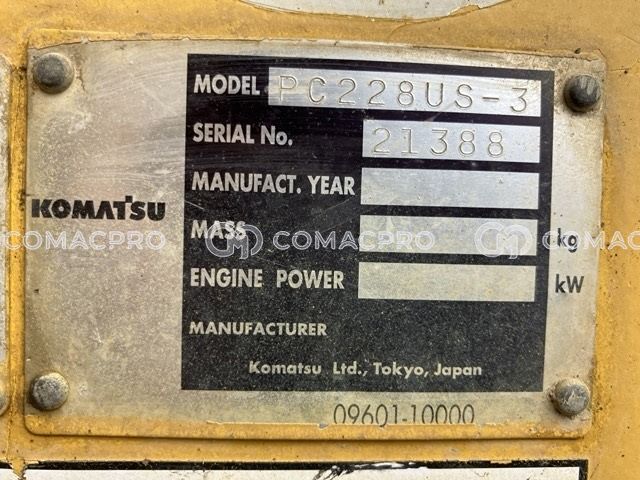 MODEL PC228US-3
SERIAL No. 21388
MANUFACT. YEAR
KOMATSU
MASS kg
COMACPRO COMACPRO COMACPRO
ENGINE POWER kW
MANUFACTURER
Komatsu Ltd., Tokyo, Japan
09601-10000